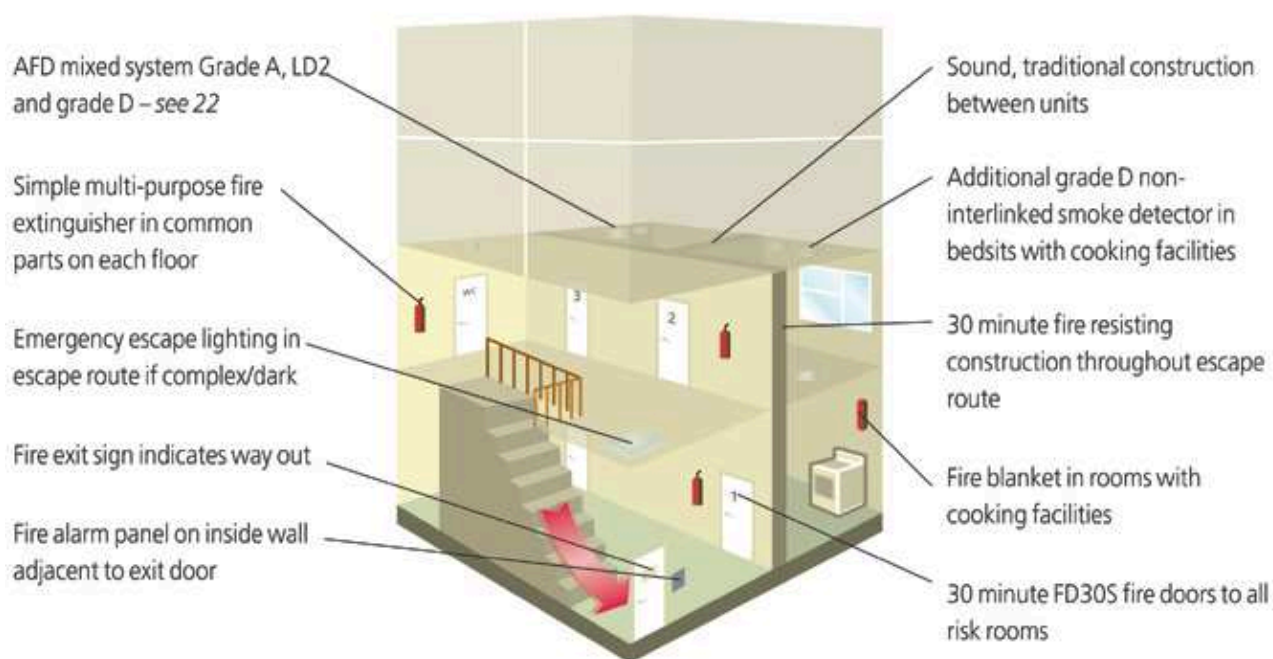 AFD mixed system Grade A, LD2
and grade D – see 22
Simple multi-purpose fire
extinguisher in common
parts on each floor
Emergency escape lighting in
escape route if complex/dark
Fire exit sign indicates way out
Fire alarm panel on inside wall
adjacent to exit door
WC
3
2
1
Sound, traditional construction
between units
Additional grade D non-
interlinked smoke detector in
bedsits with cooking facilities
30 minute fire resisting
construction throughout escape
route
Fire blanket in rooms with
cooking facilities
30 minute FD30S fire doors to all
risk rooms